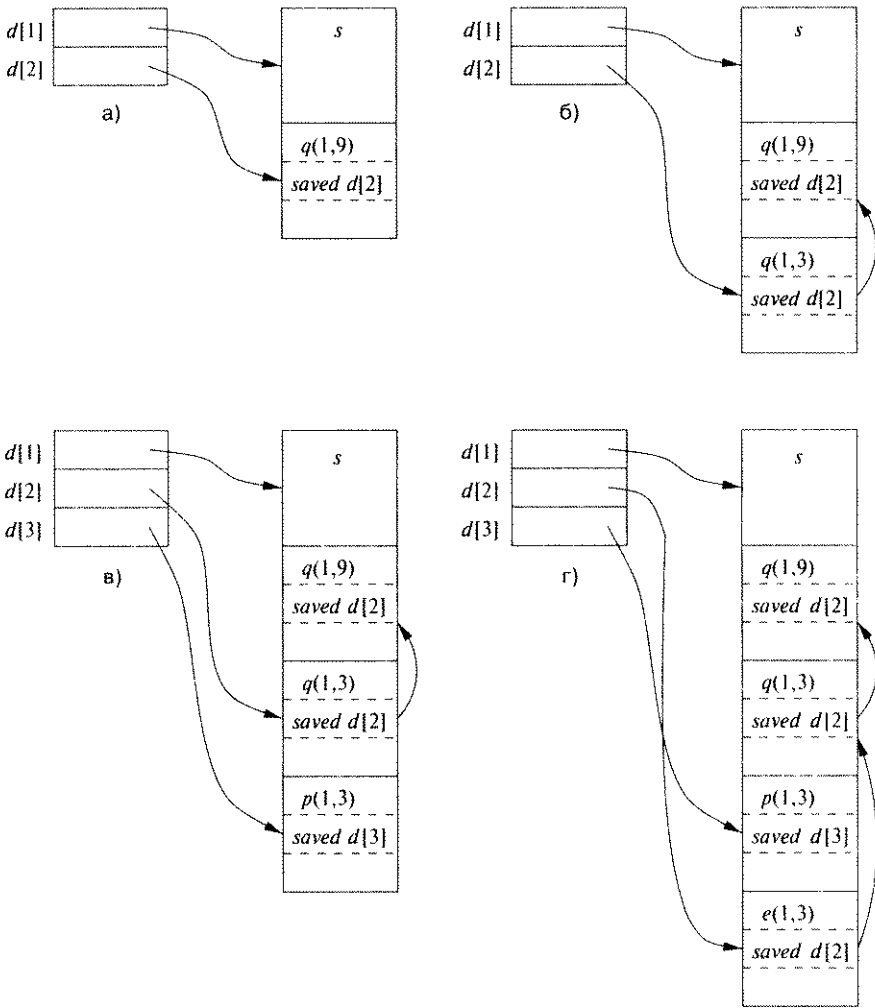 d[1]
d[2]
а)
s
q(1,9)
saved d[2]
d[1]
d[2]
б)
s
q(1,9)
saved d[2]
q(1,3)
saved d[2]
d[1]
d[2]
d[3]
в)
s
q(1,9)
saved d[2]
q(1,3)
saved d[2]
p(1,3)
saved d[3]
d[1]
d[2]
d[3]
г)
s
q(1,9)
saved d[2]
q(1,3)
saved d[2]
p(1,3)
saved d[3]
e(1,3)
saved d[2]